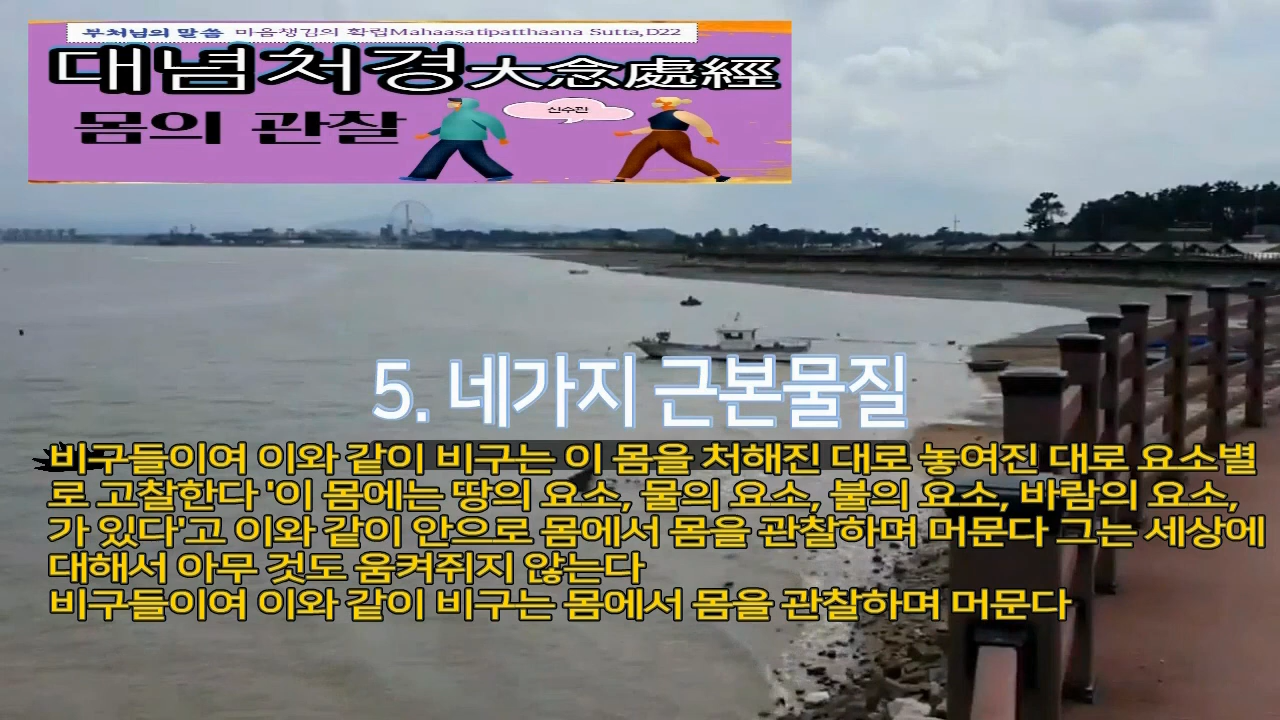 부처님의 말씀 마음챙김의 확립Mahaasatipatthaana Sutta,D22
대념처경大念處經
몸의 관찰
신수관
5. 네가지 근본물질
비구들이여 이와 같이 비구는 이 몸을 처해진 대로 놓여진 대로 요소별
로 고찰한다 '이 몸에는 땅의 요소, 물의 요소, 불의 요소, 바람의 요소,
가 있다'고 이와 같이 안으로 몸에서 몸을 관찰하며 머문다 그는 세상에
대해서 아무 것도 움켜쥐지 않는다
비구들이여 이와 같이 비구는 몸에서 몸을 관찰하며 머문다